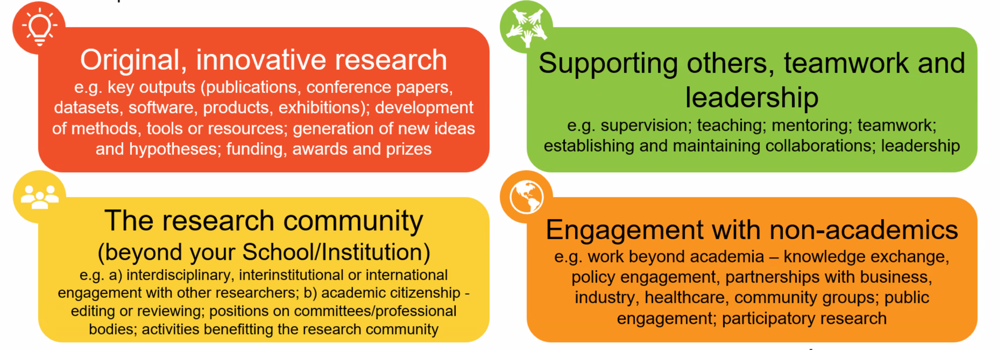 Original, innovative research
e.g. key outputs (publications, conference papers,
datasets, software, products, exhibitions); development
of methods, tools or resources; generation of new ideas
and hypotheses; funding, awards and prizes
Supporting others, teamwork and
leadership
e.g. supervision; teaching; mentoring; teamwork;
establishing and maintaining collaborations; leadership
The research community
(beyond your School/Institution)
e.g. a) interdisciplinary, interinstitutional or international
engagement with other researchers; b) academic citizenship -
editing or reviewing; positions on committees/professional
bodies; activities benefitting the research community
Engagement with non-academics
e.g. work beyond academia – knowledge exchange,
policy engagement, partnerships with business,
industry, healthcare, community groups; public
engagement; participatory research